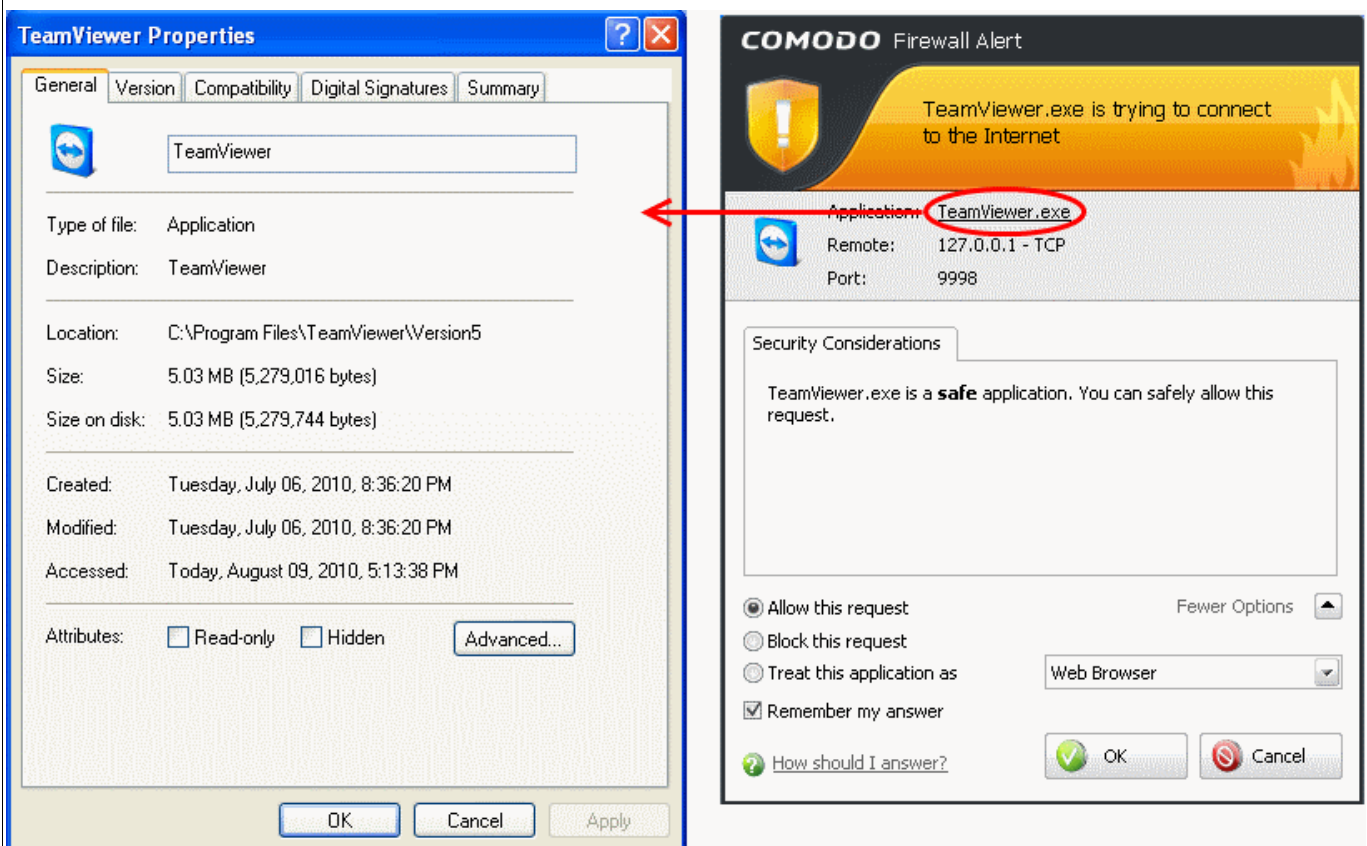 TeamViewer Properties
General Version Compatibility Digital Signatures Summary
TeamViewer
Type of file: Application
Description: TeamViewer
Location: C:\Program Files\TeamViewer\Version5
Size: 5.03 MB (5,279,016 bytes)
Size on disk: 5.03 MB (5,279,744 bytes)
Created: Tuesday, July 06, 2010, 8:36:20 PM
Modified: Tuesday, July 06, 2010, 8:36:20 PM
Accessed: Today, August 09, 2010, 5:13:38 PM
Attributes: Read-only Hidden Advanced...
OK Cancel Apply
COMODO Firewall Alert
TeamViewer.exe is trying to connect
to the Internet
Application: TeamViewer.exe
Remote: 127.0.0.1 - TCP
Port: 9998
Security Considerations
TeamViewer.exe is a safe application. You can safely allow this
request.
Allow this request Fewer Options
Block this request
Treat this application as Web Browser
Remember my answer
How should I answer? OK Cancel